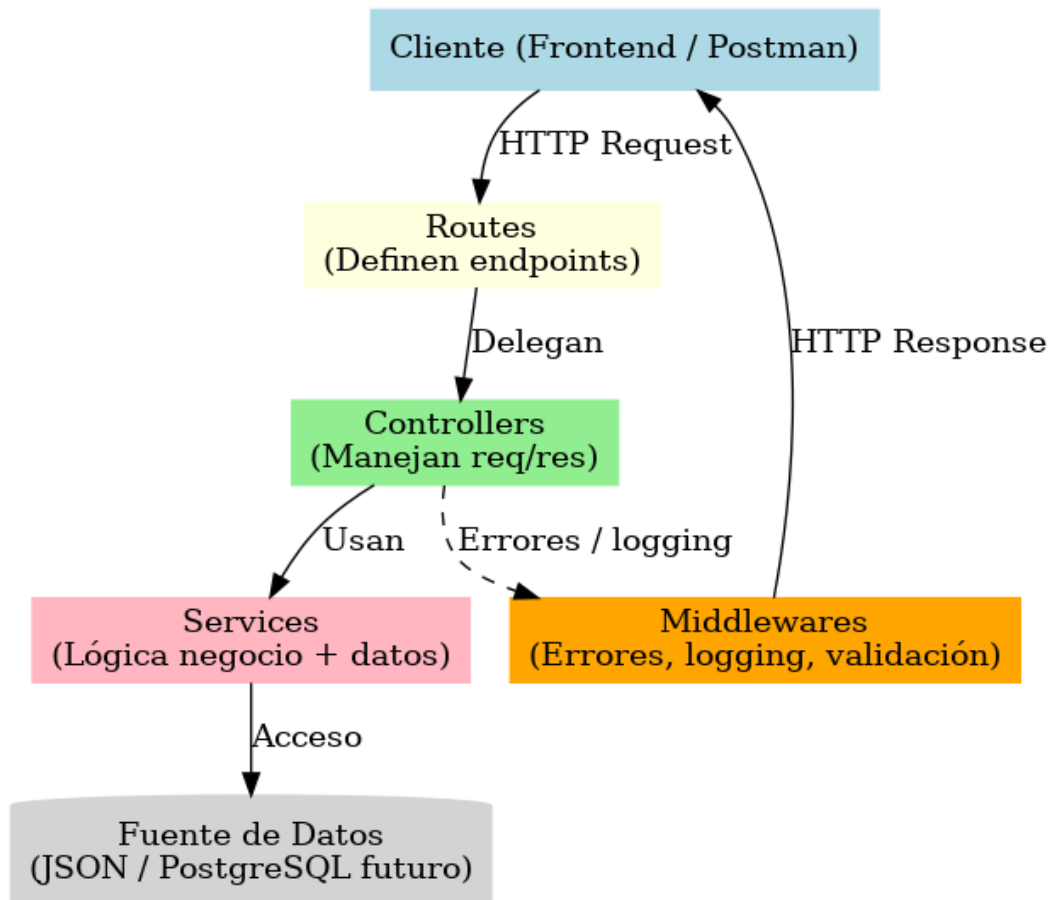 Cliente (Frontend / Postman)
HTTP Request
Routes
(Definen endpoints)
Delegan
HTTP Response
Controllers
(Manejan req/res)
Usan
Errores / logging
Services
(Lógica negocio + datos)
Middlewares
(Errores, logging, validación)
Acceso
Fuente de Datos
(JSON / PostgreSQL futuro)